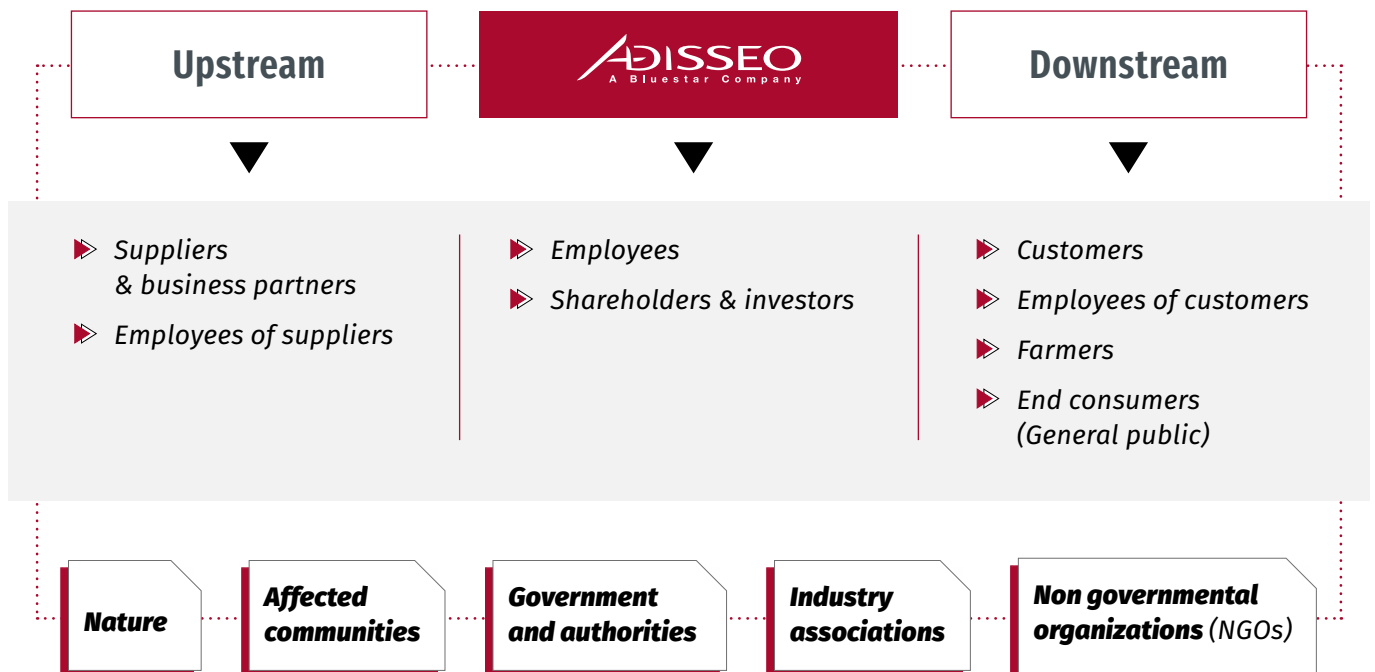 Upstream
ADISSEO
A Bluestar Company
Downstream
Suppliers
& business partners
Employees of suppliers
Employees
Shareholders & investors
Customers
Employees of customers
Farmers
End consumers
(General public)
Nature
Affected
communities
Government
and authorities
Industry
associations
Non governmental
organizations (NGOs)